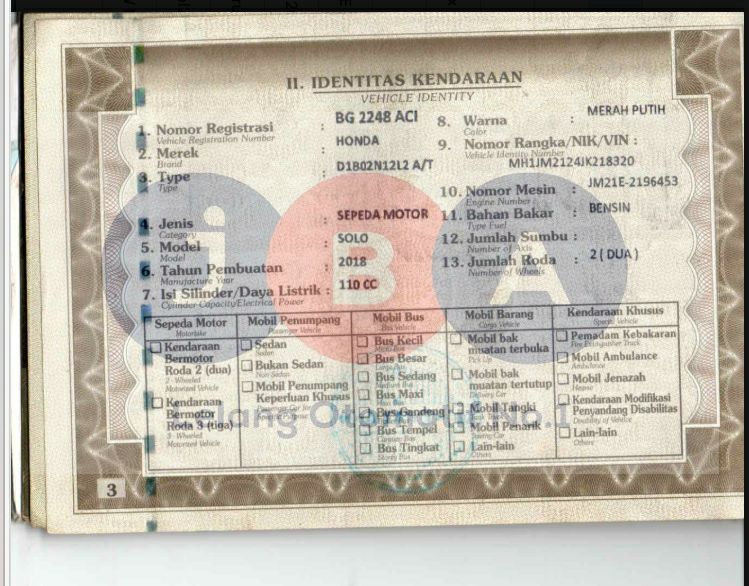 II. IDENTITAS KENDARAAN
VEHICLE IDENTITY
1. Nomor Registrasi : BG 2248 ACI
Vehicle Registration Number
2. Merek : HONDA
Brand
3. Type : D1B02N12L2 A/T
Type
4. Jenis : SEPEDA MOTOR
Category
5. Model : SOLO
Model
6. Tahun Pembuatan : 2018
Manufacture Year
7. Isi Silinder/Daya Listrik : 110 CC
Cylinder Capacity/Electrical Power
8. Warna : MERAH PUTIH
Color
9. Nomor Rangka/NIK/VIN :
Vehicle Identity Number
MH1JM2124JK218320
10. Nomor Mesin : JM21E-2196453
Engine Number
11. Bahan Bakar : BENSIN
Type Fuel
12. Jumlah Sumbu :
Number of Axis
13. Jumlah Roda : 2 ( DUA )
Number of Wheels
iBA
Sepeda Motor
Motorbike
Kendaraan
Bermotor
Roda 2 (dua)
2 - Wheeled
Motorized Vehicle
Kendaraan
Bermotor
Roda 3 (tiga)
3 - Wheeled
Motorized Vehicle
Mobil Penumpang
Passenger Vehicle
Sedan
Sedan
Bukan Sedan
Non Sedan
Mobil Penumpang
Keperluan Khusus
Mobil Bus
Bus Vehicle
Bus Kecil
Bus Besar
Bus Sedang
Medium Bus
Bus Maxi
Bus Gandeng
Bus Tempel
Bus Tingkat
Mobil Barang
Cargo Vehicle
Mobil bak
muatan terbuka
Pick Up
Mobil bak
muatan tertutup
Delivery Car
Mobil Tangki
Mobil Penarik
Lain-lain
Others
Kendaraan Khusus
Special Vehicle
Pemadam Kebakaran
Fire Extinguisher Truck
Mobil Ambulance
Ambulance
Mobil Jenazah
Hearse
Kendaraan Modifikasi
Penyandang Disabilitas
Disability of Vehicle
Lain-lain
Others
lang Otomotif No.1
3